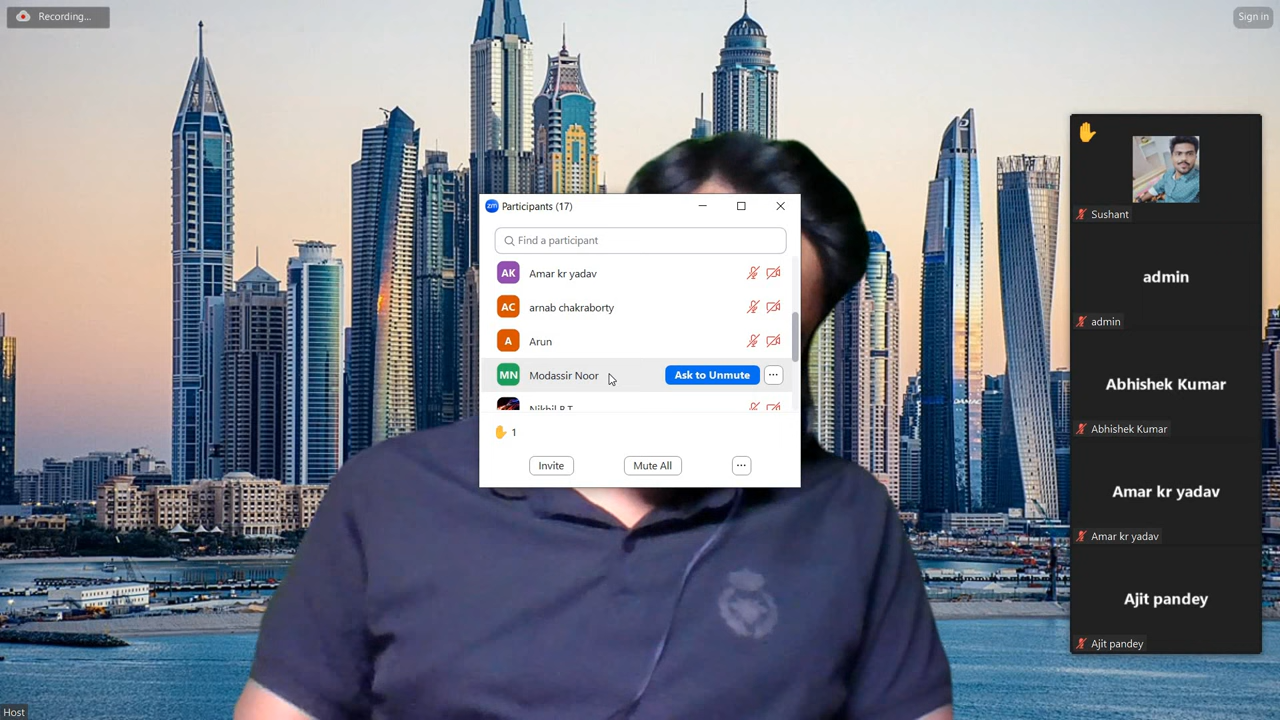 Recording...
Sign in
zm Participants (17)
Find a participant
AK Amar kr yadav
AC arnab chakraborty
A Arun
MN Modassir Noor Ask to Unmute ...
1
Invite Mute All ...
Sushant
admin
admin
Abhishek Kumar
Abhishek Kumar
Amar kr yadav
Amar kr yadav
Ajit pandey
Ajit pandey
Host